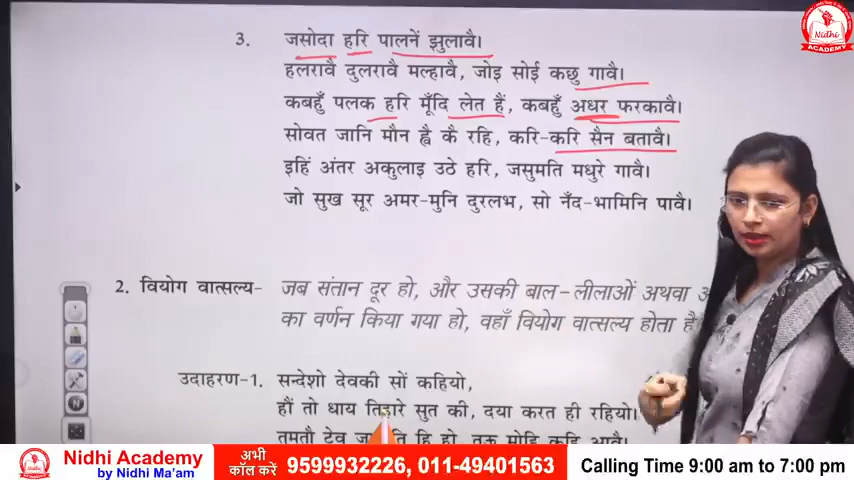 3. जसोदा हरि पालनें झुलावै।
हलरावै दुलरावै मल्हावै, जोइ सोई कछु गावै।
कबहुँ पलक हरि मूँदि लेत हैं, कबहुँ अधर फरकावै।
सोवत जानि मौन ह्वै कै रहि, करि-करि सैन बतावै।
इहिं अंतर अकुलाइ उठे हरि, जसुमति मधुरे गावै।
जो सुख सूर अमर-मुनि दुरलभ, सो नँद-भामिनि पावै।
2. वियोग वात्सल्य- जब संतान दूर हो, और उसकी बाल-लीलाओं अथवा
का वर्णन किया गया हो, वहाँ वियोग वात्सल्य होता है
उदाहरण-1. सन्देशो देवकी सों कहियो,
हौं तो धाय सुत की, दया करत ही रहियो।
Nidhi
ACADEMY
Nidhi Academy
by Nidhi Ma'am
अभी
कॉल करें
9599932226, 011-49401563
Calling Time 9:00 am to 7:00 pm